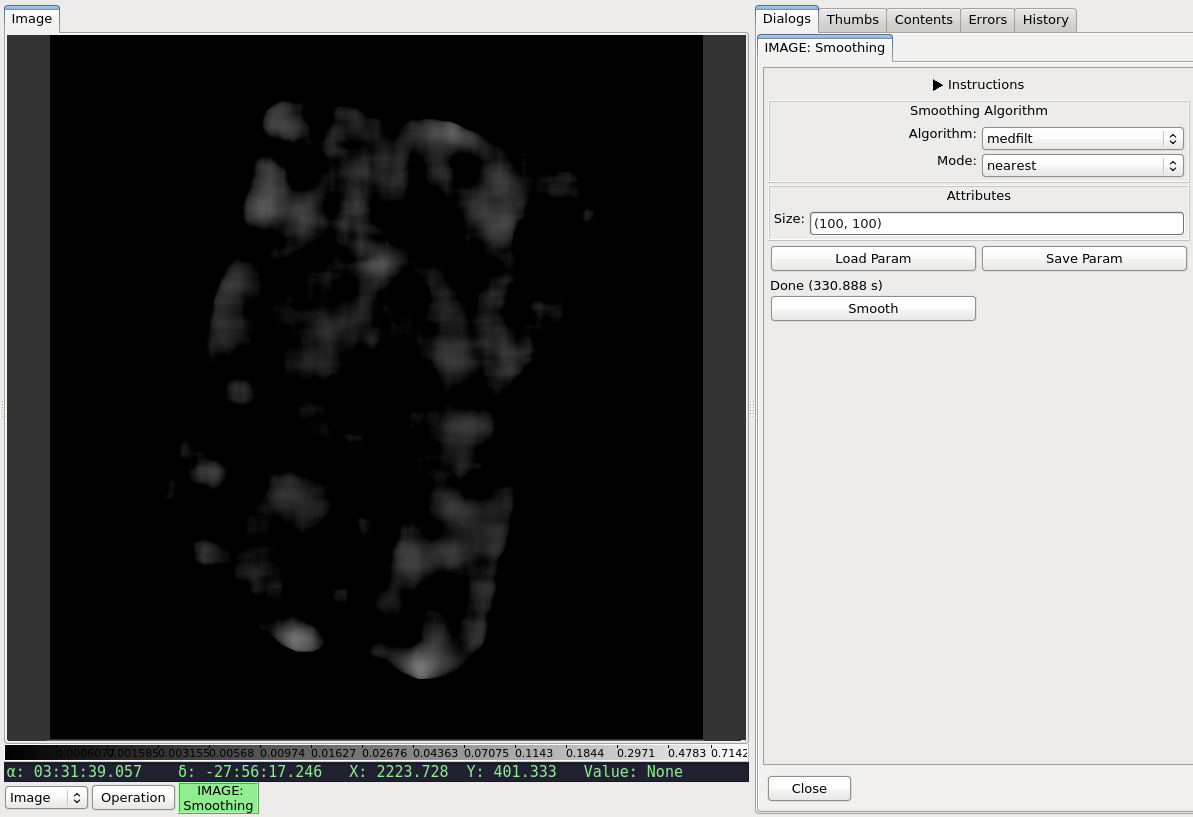 Image
Dialogs Thumbs Contents Errors History
IMAGE: Smoothing
Instructions
Smoothing Algorithm
Algorithm: medfilt
Mode: nearest
Attributes
Size: (100, 100)
Load Param Save Param
Done (330.888 s)
Smooth
0.0006077 0.001585 0.003155 0.00568 0.00974 0.01627 0.02676 0.04363 0.07075 0.1143 0.1844 0.2971 0.4783 0.7142
α: 03:31:39.057 δ: -27:56:17.246 X: 2223.728 Y: 401.333 Value: None
Image Operation IMAGE: Smoothing
Close